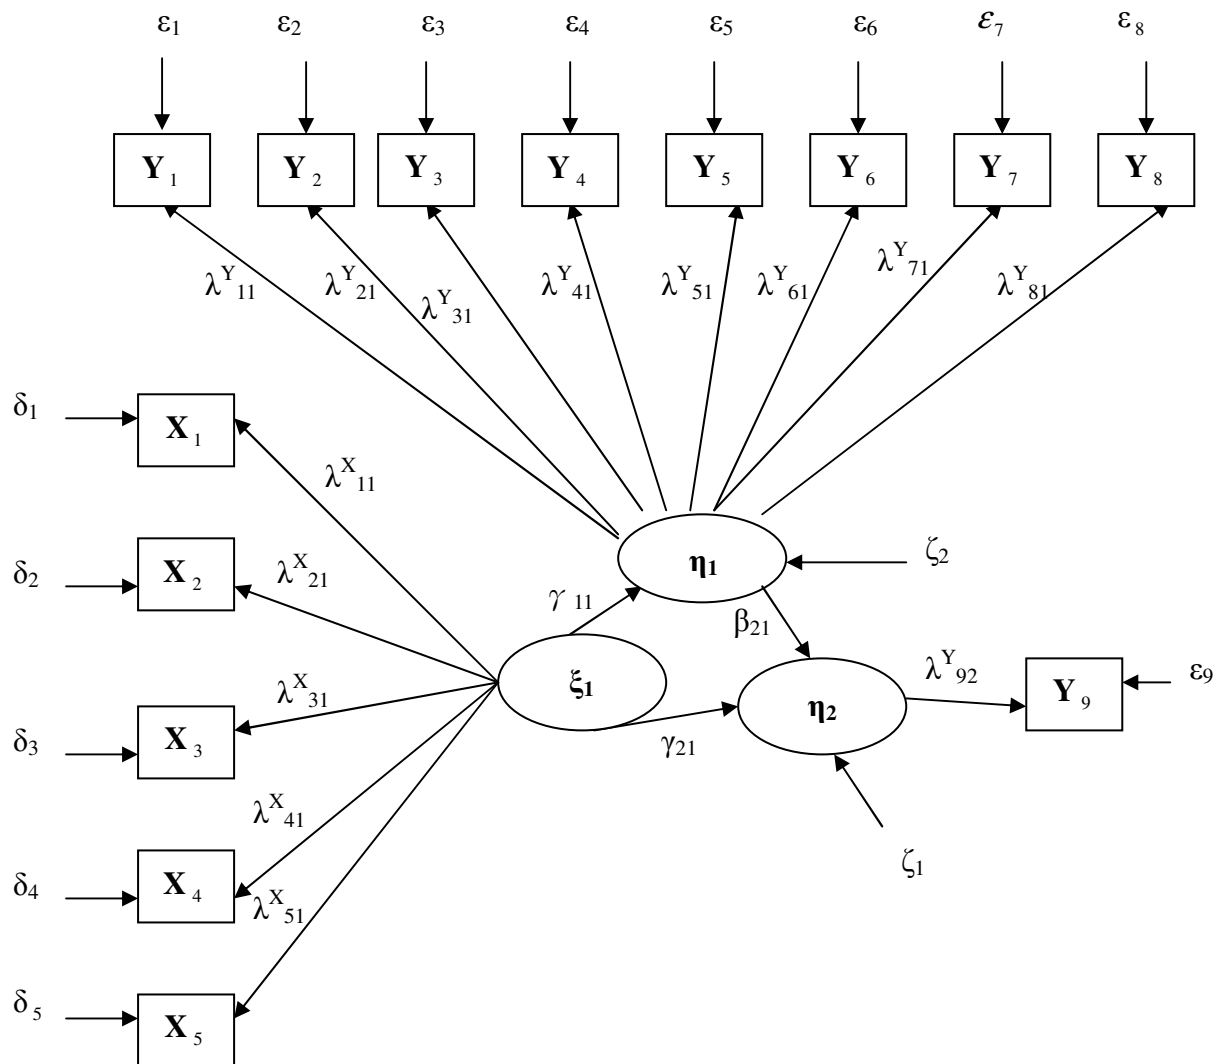 ε1 ε2 ε3 ε4 ε5 ε6 ε7 ε8
Y1 Y2 Y3 Y4 Y5 Y6 Y7 Y8
λY11 λY21 λY31 λY41 λY51 λY61 λY71 λY81
δ1 X1
λX11
δ2 X2 λX21
η1 ζ2
γ11 β21
ξ1
λX31
λY92
Y9 ε9
η2
δ3 X3
γ21
λX41
ζ1
δ4 X4
λX51
δ5 X5